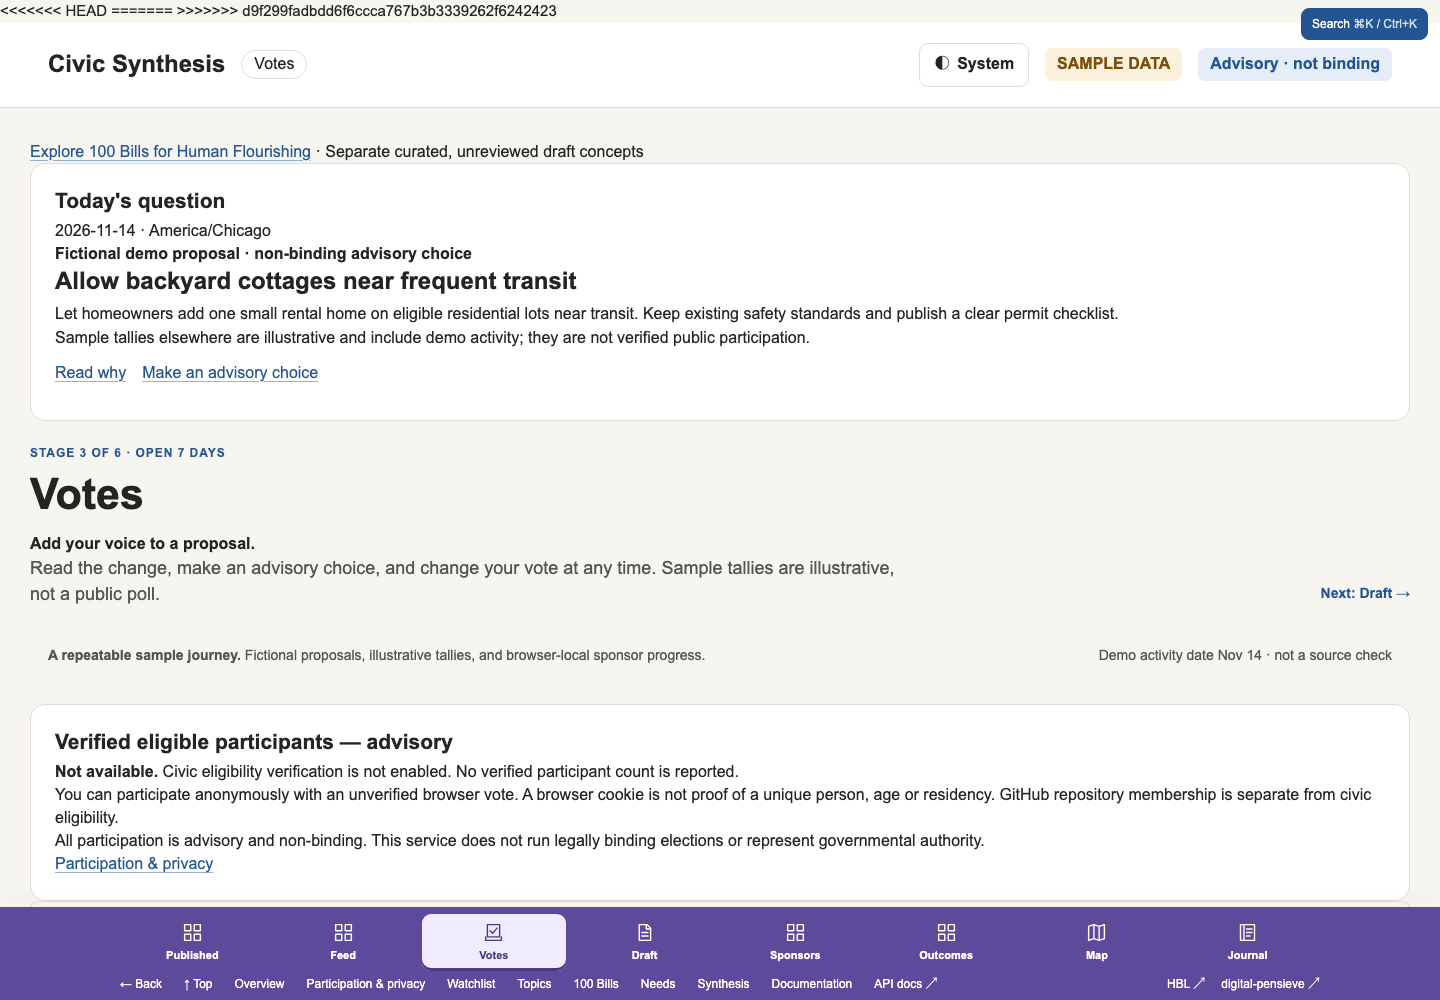 <<<<<<< HEAD ======= >>>>>>> d9f299fadbdd6f6ccca767b3b3339262f6242423
Search ⌘K / Ctrl+K
Civic Synthesis
Votes
System
SAMPLE DATA
Advisory · not binding
Explore 100 Bills for Human Flourishing · Separate curated, unreviewed draft concepts
Today's question
2026-11-14 · America/Chicago
Fictional demo proposal · non-binding advisory choice
Allow backyard cottages near frequent transit
Let homeowners add one small rental home on eligible residential lots near transit. Keep existing safety standards and publish a clear permit checklist.
Sample tallies elsewhere are illustrative and include demo activity; they are not verified public participation.
Read why Make an advisory choice
STAGE 3 OF 6 · OPEN 7 DAYS
Votes
Add your voice to a proposal.
Read the change, make an advisory choice, and change your vote at any time. Sample tallies are illustrative,
not a public poll.
Next: Draft →
A repeatable sample journey. Fictional proposals, illustrative tallies, and browser-local sponsor progress.
Demo activity date Nov 14 · not a source check
Verified eligible participants — advisory
Not available. Civic eligibility verification is not enabled. No verified participant count is reported.
You can participate anonymously with an unverified browser vote. A browser cookie is not proof of a unique person, age or residency. GitHub repository membership is separate from civic
eligibility.
All participation is advisory and non-binding. This service does not run legally binding elections or represent governmental authority.
Participation & privacy
Published Feed Votes Draft Sponsors Outcomes Map Journal
← Back ↑ Top Overview Participation & privacy Watchlist Topics 100 Bills Needs Synthesis Documentation API docs ↗ HBL ↗ digital-pensieve ↗